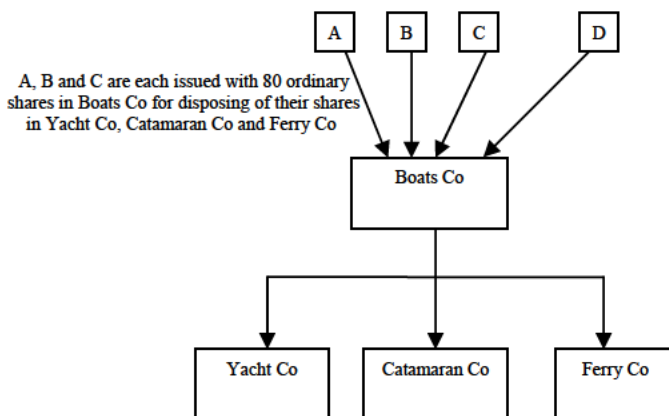 A
B
C
D
A, B and C are each issued with 80 ordinary
shares in Boats Co for disposing of their shares
in Yacht Co, Catamaran Co and Ferry Co
Boats Co
Yacht Co
Catamaran Co
Ferry Co